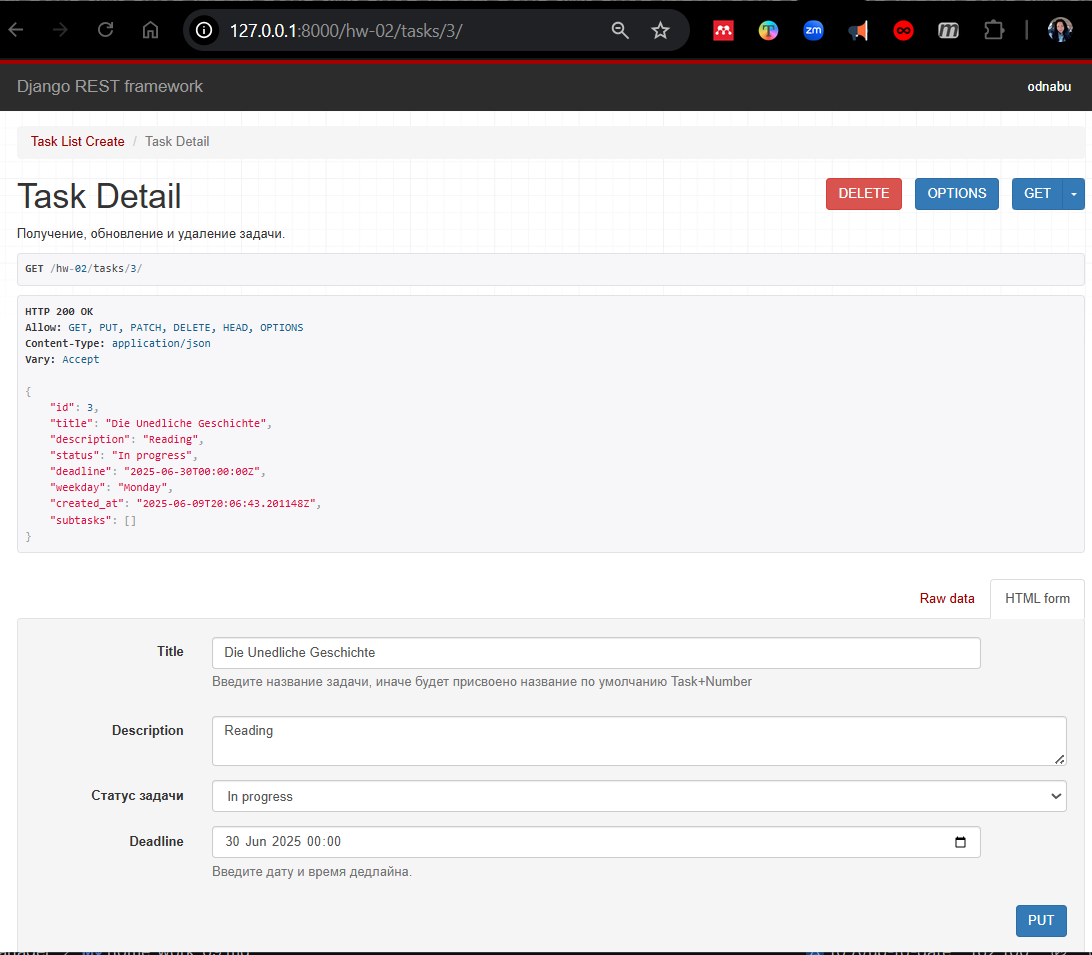 127.0.0.1:8000/hw-02/tasks/3/
zm
Django REST framework
odnabu
Task List Create / Task Detail
Task Detail
DELETE
OPTIONS
GET
Получение, обновление и удаление задачи.
GET /hw-02/tasks/3/
HTTP 200 OK
Allow: GET, PUT, PATCH, DELETE, HEAD, OPTIONS
Content-Type: application/json
Vary: Accept
{
"id": 3,
"title": "Die Unedliche Geschichte",
"description": "Reading",
"status": "In progress",
"deadline": "2025-06-30T00:00:00Z",
"weekday": "Monday",
"created_at": "2025-06-09T20:06:43.201148Z",
"subtasks": []
}
Raw data
HTML form
Title
Die Unedliche Geschichte
Введите название задачи, иначе будет присвоено название по умолчанию Task+Number
Description
Reading
Статус задачи
In progress
Deadline
30 Jun 2025 00:00
Введите дату и время дедлайна.
PUT